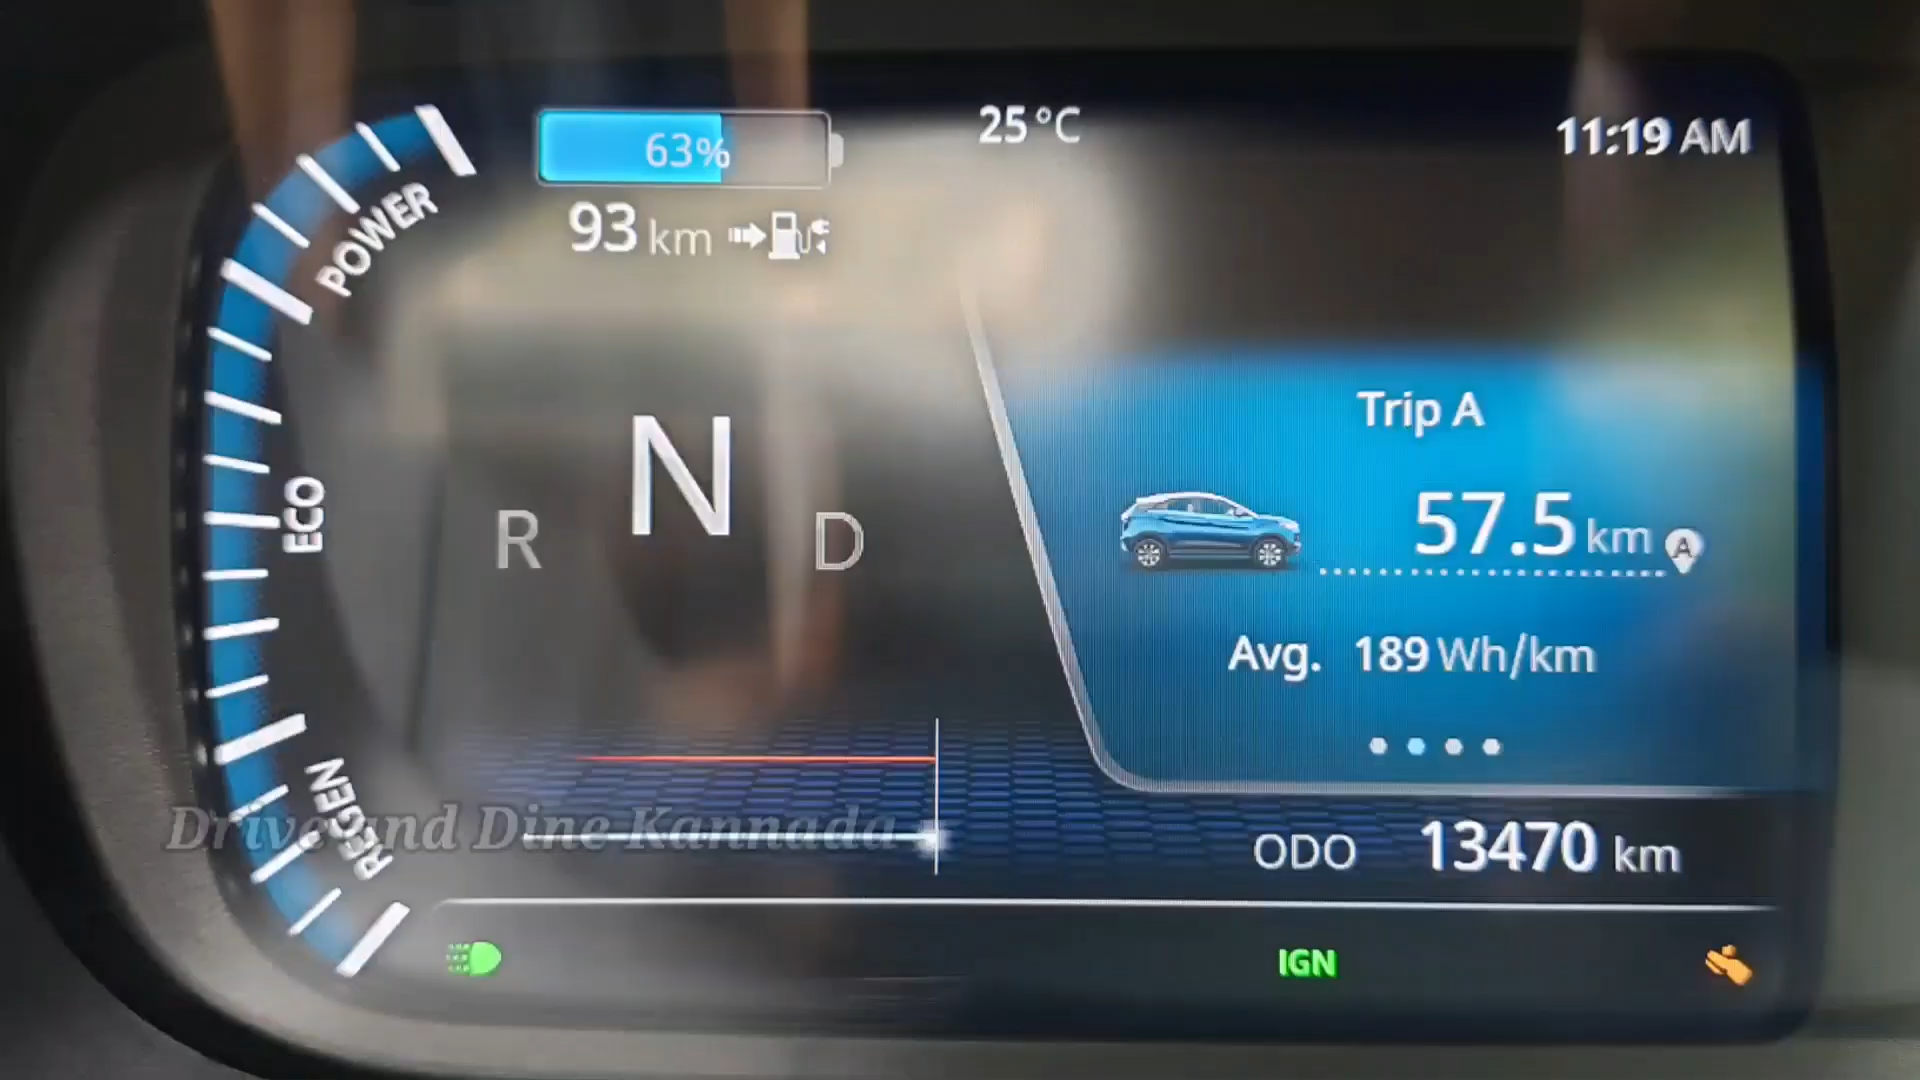 63%
25°C
11:19 AM
93 km
POWER
ECO
REGEN
R N D
Trip A
57.5 km
A
Avg. 189 Wh/km
ODO 13470 km
Drive and Dine Kannada
IGN